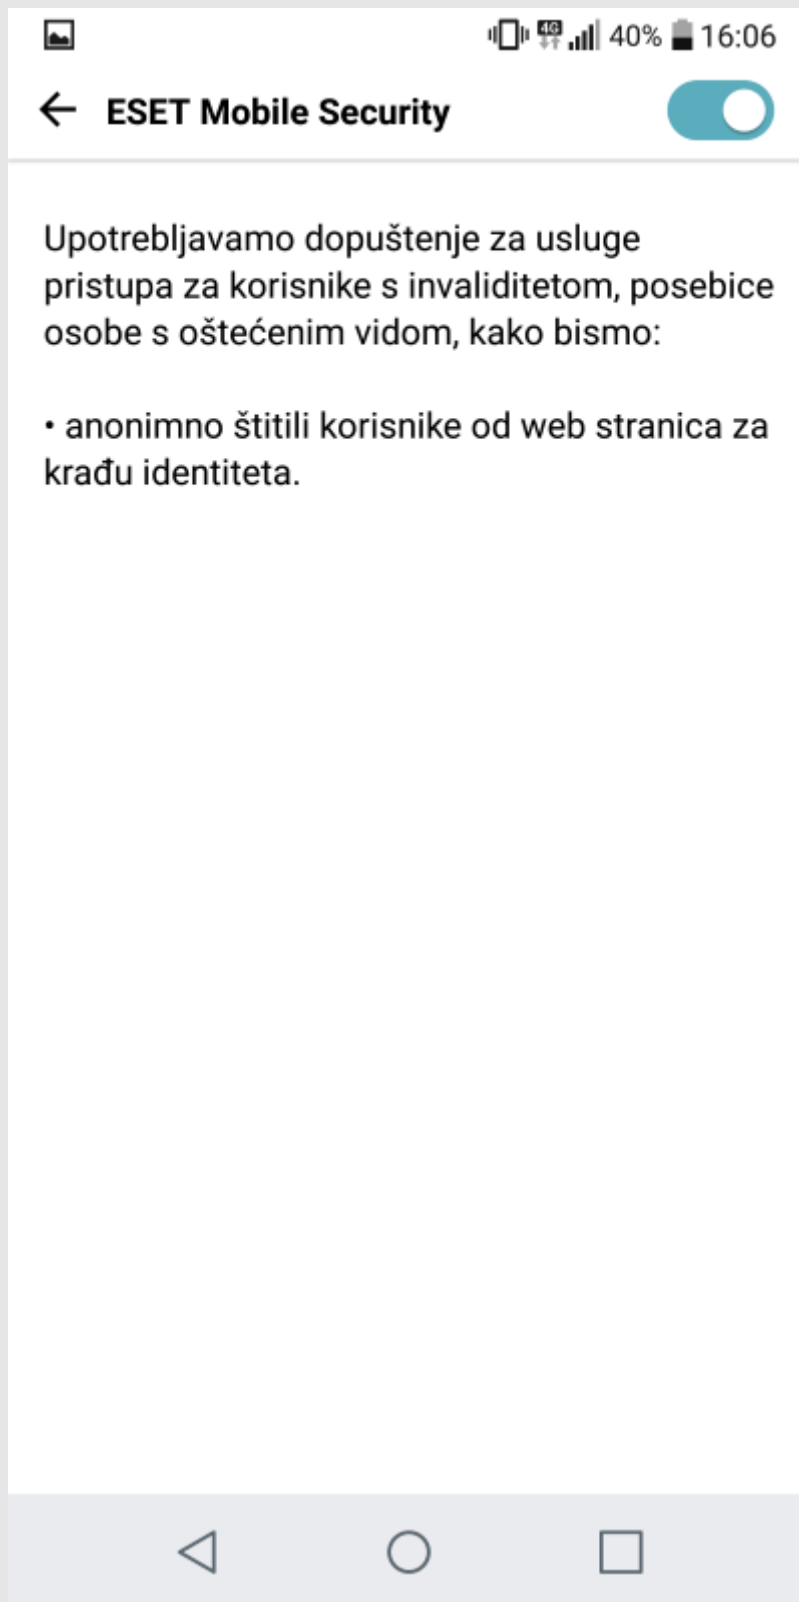 4G 40% 16:06
ESET Mobile Security
Upotrebljavamo dopuštenje za usluge
pristupa za korisnike s invaliditetom, posebice
osobe s oštećenim vidom, kako bismo:
• anonimno štitili korisnike od web stranica za
krađu identiteta.